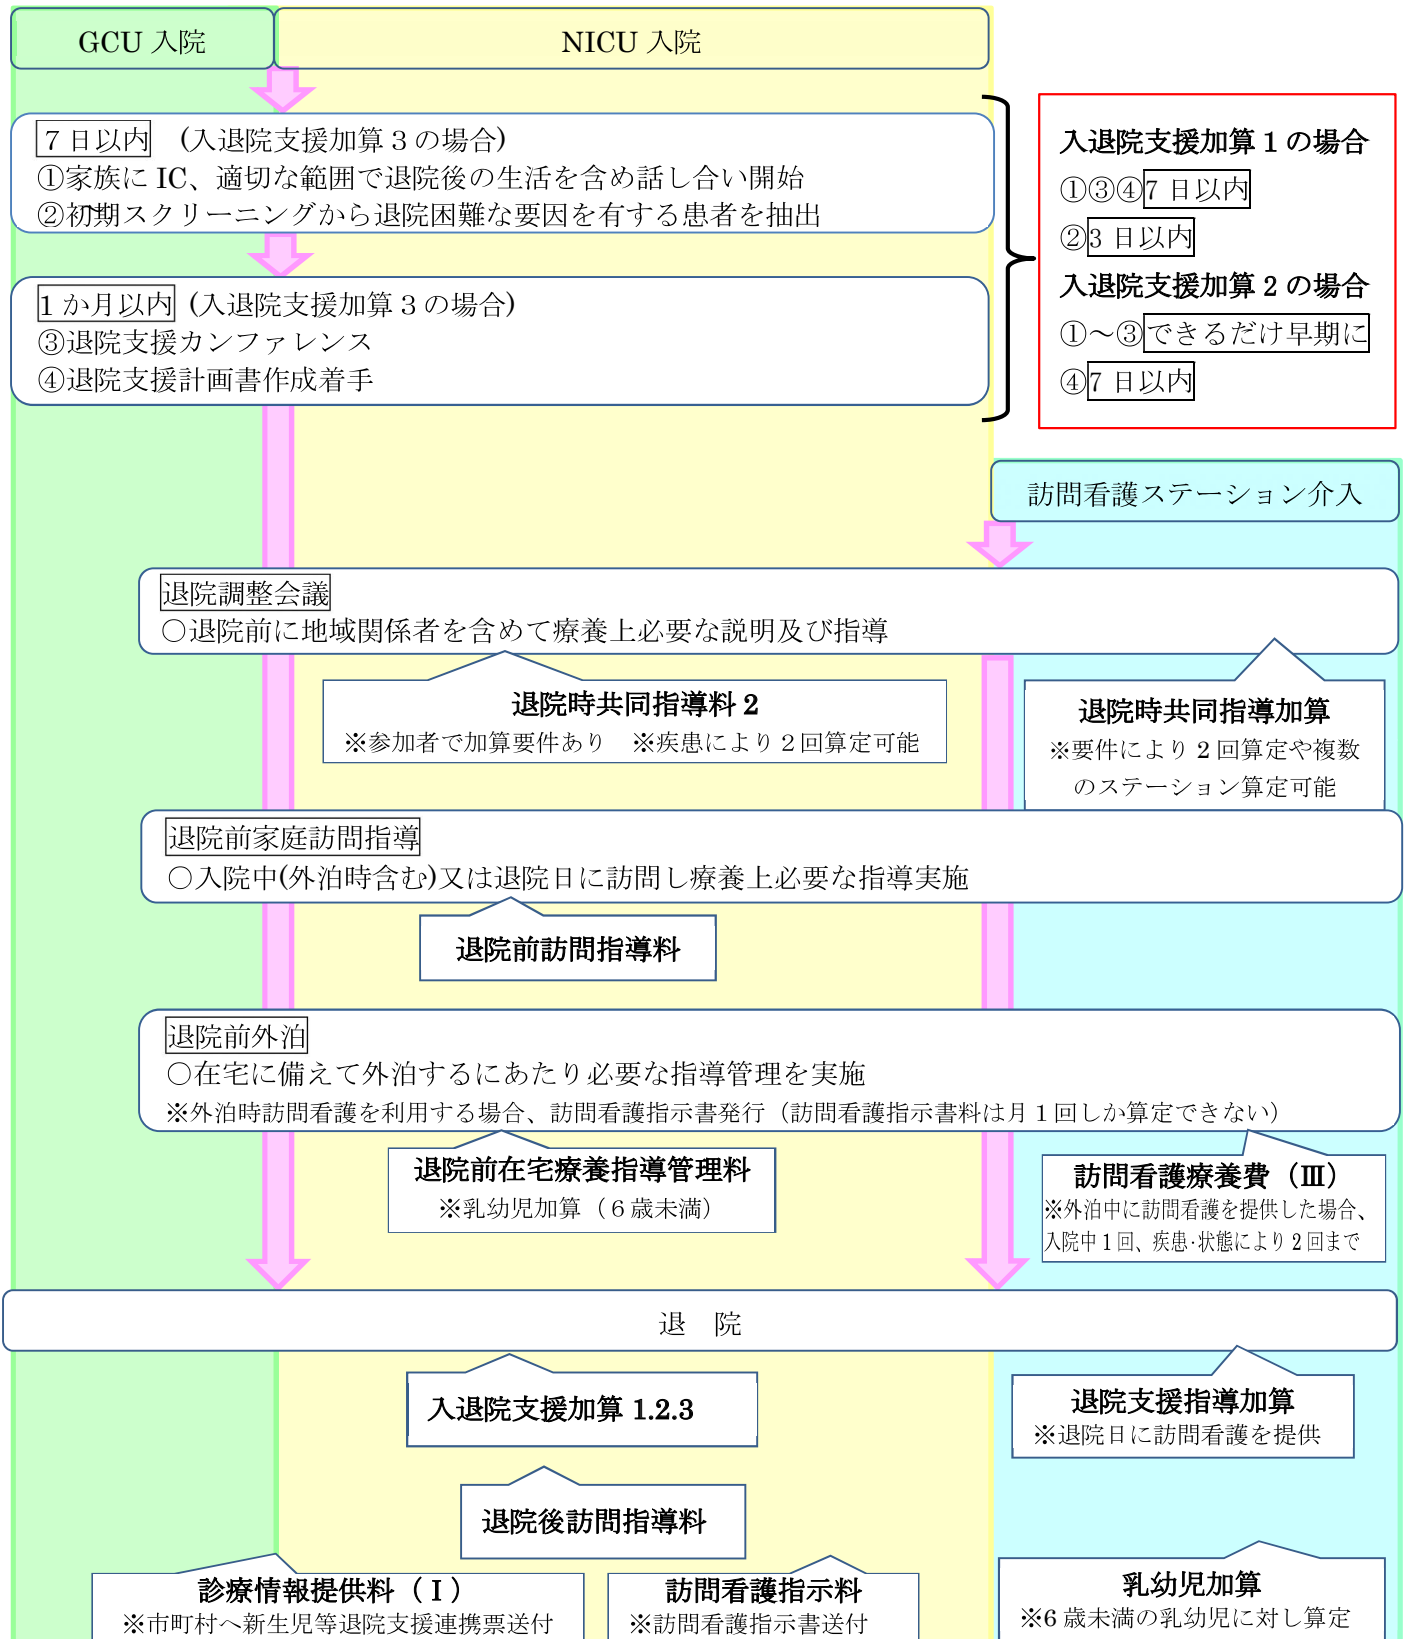 GCU 入院
NICU 入院
7 日以内 (入退院支援加算 3 の場合)
①家族に IC、適切な範囲で退院後の生活を含め話し合い開始
②初期スクリーニングから退院困難な要因を有する患者を抽出
1 か月以内 (入退院支援加算 3 の場合)
③退院支援カンファレンス
④退院支援計画書作成着手
入退院支援加算 1 の場合
①③④7 日以内
②3 日以内
入退院支援加算 2 の場合
①～③できるだけ早期に
④7 日以内
訪問看護ステーション介入
退院調整会議
○退院前に地域関係者を含めて療養上必要な説明及び指導
退院時共同指導料 2
※参加者で加算要件あり ※疾患により２回算定可能
退院時共同指導加算
※要件により 2 回算定や複数
のステーション算定可能
退院前家庭訪問指導
○入院中(外泊時含む)又は退院日に訪問し療養上必要な指導実施
退院前訪問指導料
退院前外泊
○在宅に備えて外泊するにあたり必要な指導管理を実施
※外泊時訪問看護を利用する場合、訪問看護指示書発行（訪問看護指示書料は月 1 回しか算定できない）
退院前在宅療養指導管理料
※乳幼児加算（６歳未満）
訪問看護療養費（Ⅲ）
※外泊中に訪問看護を提供した場合、
入院中 1 回、疾患・状態により 2 回まで
退 院
入退院支援加算 1.2.3
退院支援指導加算
※退院日に訪問看護を提供
退院後訪問指導料
診療情報提供料（Ⅰ）
※市町村へ新生児等退院支援連携票送付
訪問看護指示料
※訪問看護指示書送付
乳幼児加算
※6 歳未満の乳幼児に対し算定